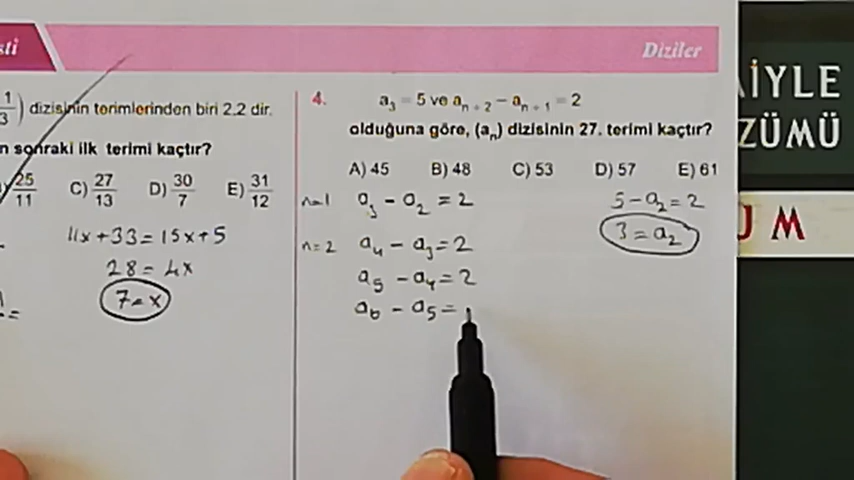 sti
Diziler
1/3) dizisinin terimlerinden biri 2,2 dir.
n sonraki ilk terimi kaçtır?
25/11 C) 27/13 D) 30/7 E) 31/12
11x+33=15x+5
28=4x
7=x
4. a₃ = 5 ve aₙ₊₂ − aₙ₊₁ = 2
olduğuna göre, (aₙ) dizisinin 27. terimi kaçtır?
A) 45 B) 48 C) 53 D) 57 E) 61
n=1 a₃ - a₂ = 2
n=2 a₄ - a₃ = 2
a₅ - a₄ = 2
a₆ - a₅ =
5-a₂=2
3=a₂
İYLE
ZÜMÜ
U M